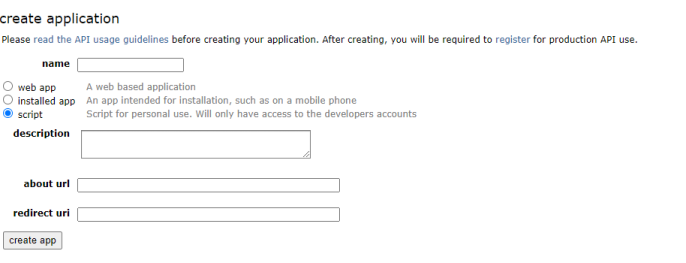 create application
Please read the API usage guidelines before creating your application. After creating, you will be required to register for production API use.
name
web app A web based application
installed app An app intended for installation, such as on a mobile phone
script Script for personal use. Will only have access to the developers accounts
description
about url
redirect uri
create app